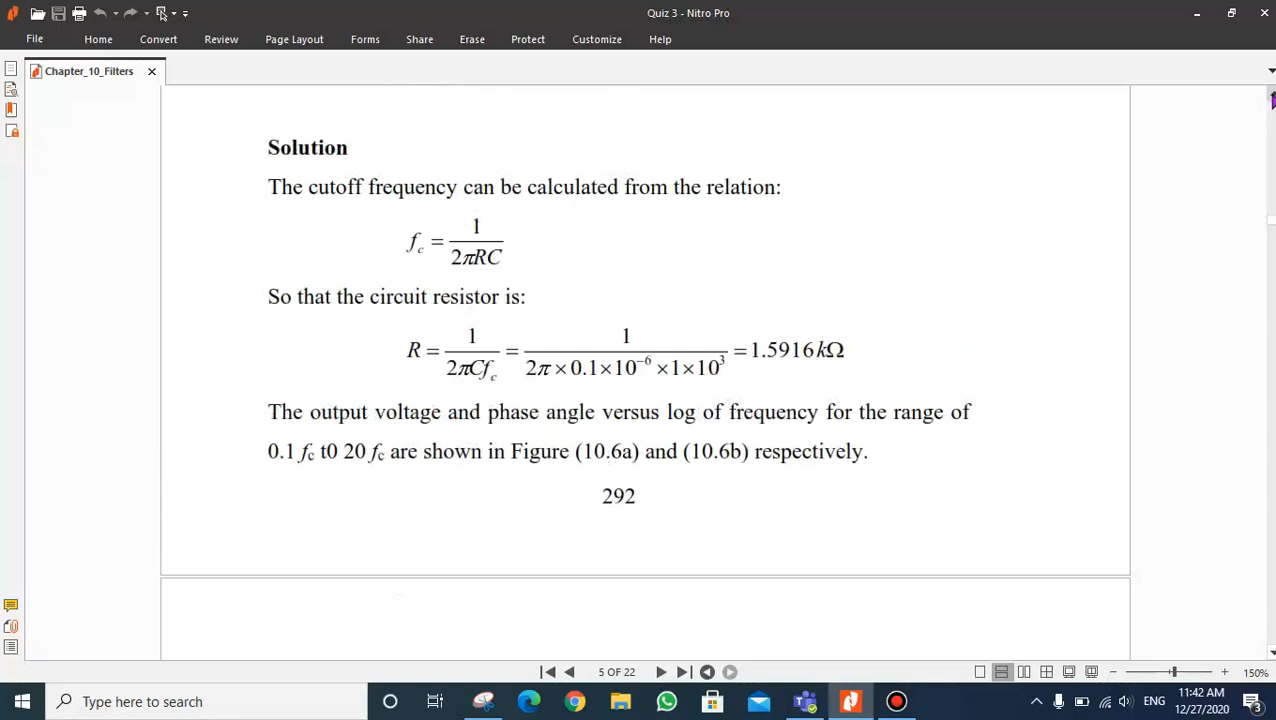 Quiz 3 - Nitro Pro
File Home Convert Review Page Layout Forms Share Erase Protect Customize Help
Chapter_10_Filters
Solution
The cutoff frequency can be calculated from the relation:
f_c = 1 / 2πRC
So that the circuit resistor is:
R = 1 / 2πCf_c = 1 / 2π × 0.1×10⁻⁶ ×1×10³ = 1.5916 kΩ
The output voltage and phase angle versus log of frequency for the range of
0.1 f_c t0 20 f_c are shown in Figure (10.6a) and (10.6b) respectively.
292
5 OF 22
150%
Type here to search
ENG
11:42 AM
12/27/2020
3